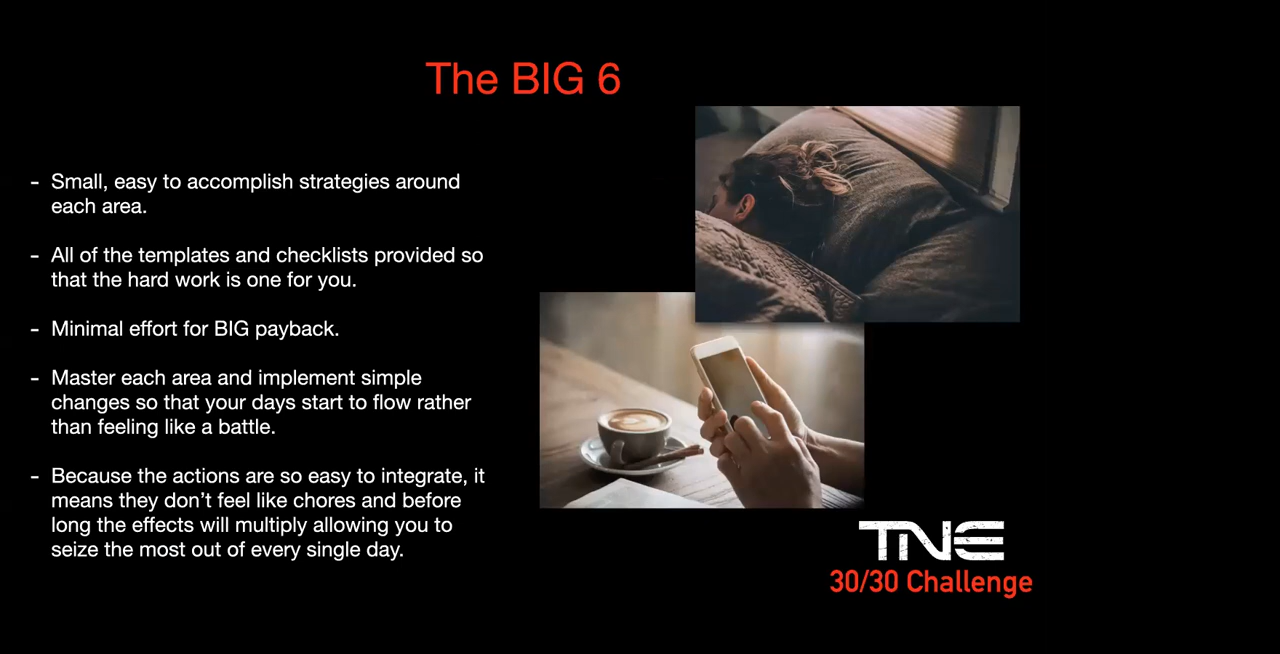 The BIG 6
- Small, easy to accomplish strategies around
each area.
- All of the templates and checklists provided so
that the hard work is one for you.
- Minimal effort for BIG payback.
- Master each area and implement simple
changes so that your days start to flow rather
than feeling like a battle.
- Because the actions are so easy to integrate, it
means they don’t feel like chores and before
long the effects will multiply allowing you to
seize the most out of every single day.
TNE
30/30 Challenge